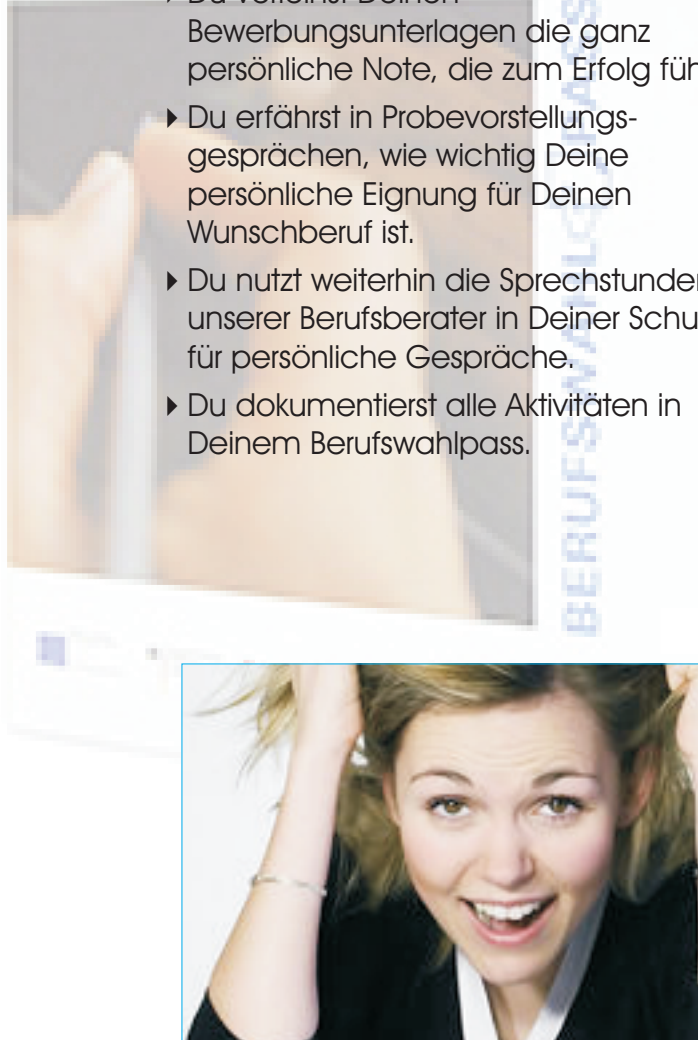 Bewerbungsunterlagen die ganz
persönliche Note, die zum Erfolg füh
▸ Du erfährst in Probevorstellungs-
gesprächen, wie wichtig Deine
persönliche Eignung für Deinen
Wunschberuf ist.
▸ Du nutzt weiterhin die Sprechstunden
unserer Berufsberater in Deiner Schu
für persönliche Gespräche.
▸ Du dokumentierst alle Aktivitäten in
Deinem Berufswahlpass.